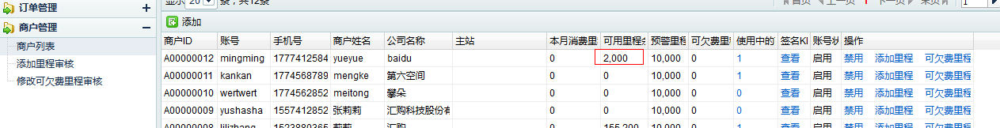 订单管理
商户管理
商户列表
添加里程审核
修改可欠费里程审核
显示 20 条，共12条
首页 上一页 1 下一页 末页 1
添加
商户ID 账号 手机号 商户姓名 公司名称 主站 本月消费里 可用里程 预警里程 可欠费里 使用中的 签名KI 账号状 操作
A00000012 mingming 1777412584 yueyue baidu 0 2,000 10,000 0 1 查看 启用 禁用 添加里程 可欠费里程
A00000011 kankan 1774568789 mengke 第六空间 0 0 10,000 0 1 查看 启用 禁用 添加里程 可欠费里程
A00000010 wertwert 1774562852 meitong 攀朵 0 0 10,000 0 0 查看 启用 禁用 添加里程 可欠费里程
A00000009 yushasha 1557412852 张莉莉 汇购科技股份有 0 0 10,000 0 0 查看 启用 禁用 添加里程 可欠费里程
A00000008 lilizhang 1523880365 莉莉 汇购 0 155,200 10,000 0 1 查看 启用 禁用 添加里程 可欠费里程